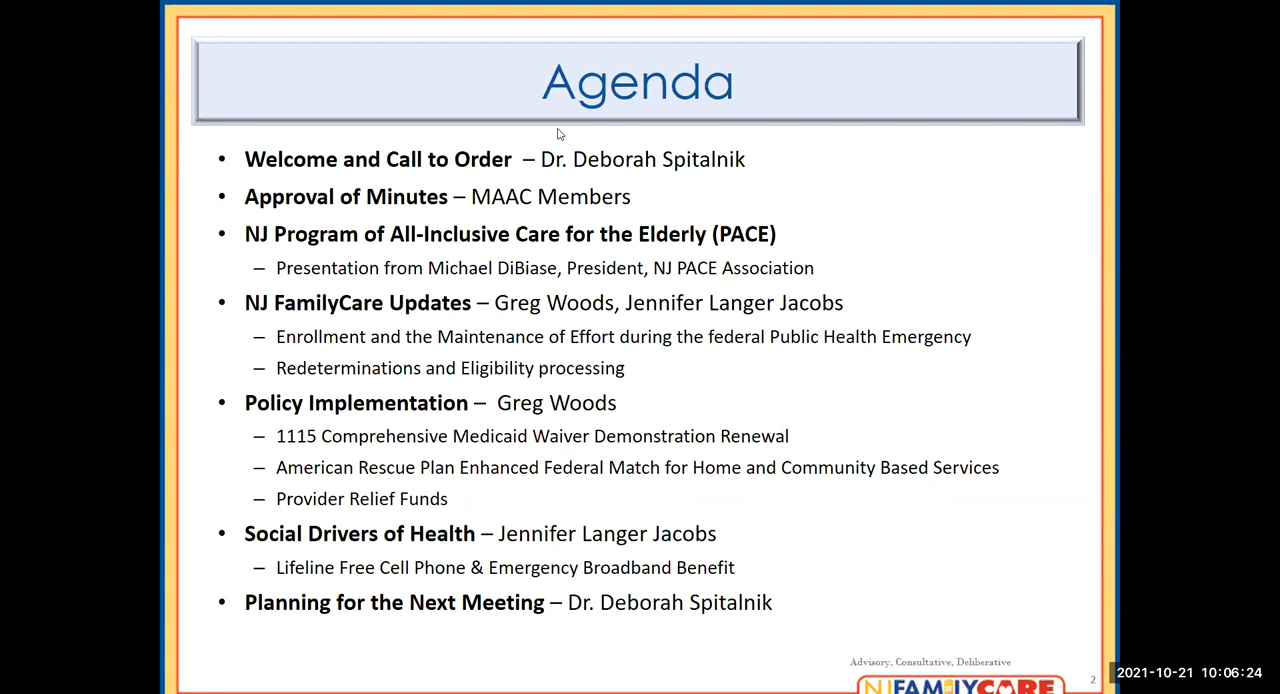 Agenda
• Welcome and Call to Order – Dr. Deborah Spitalnik
• Approval of Minutes – MAAC Members
• NJ Program of All-Inclusive Care for the Elderly (PACE)
– Presentation from Michael DiBiase, President, NJ PACE Association
• NJ FamilyCare Updates – Greg Woods, Jennifer Langer Jacobs
– Enrollment and the Maintenance of Effort during the federal Public Health Emergency
– Redeterminations and Eligibility processing
• Policy Implementation – Greg Woods
– 1115 Comprehensive Medicaid Waiver Demonstration Renewal
– American Rescue Plan Enhanced Federal Match for Home and Community Based Services
– Provider Relief Funds
• Social Drivers of Health – Jennifer Langer Jacobs
– Lifeline Free Cell Phone & Emergency Broadband Benefit
• Planning for the Next Meeting – Dr. Deborah Spitalnik
Advisory, Consultative, Deliberative
NJFAMILYCARE
2
2021-10-21 10:06:24